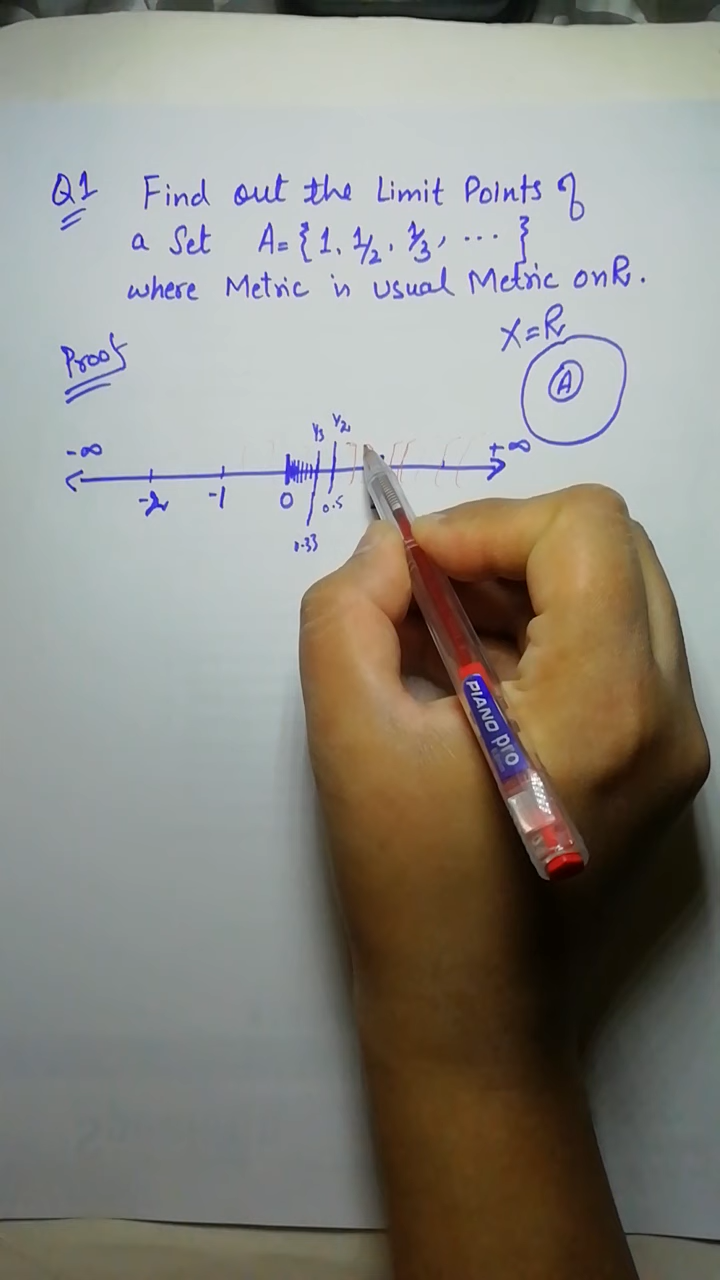 Q1 Find out the Limit Points of
a Set A = {1, 1/2, 1/3, ... }
where Metric is usual Metric on R.
X = R
Proof
A
1/3 1/2
-∞ +∞
-2 -1 0 0.5
0.33
PIANO pro